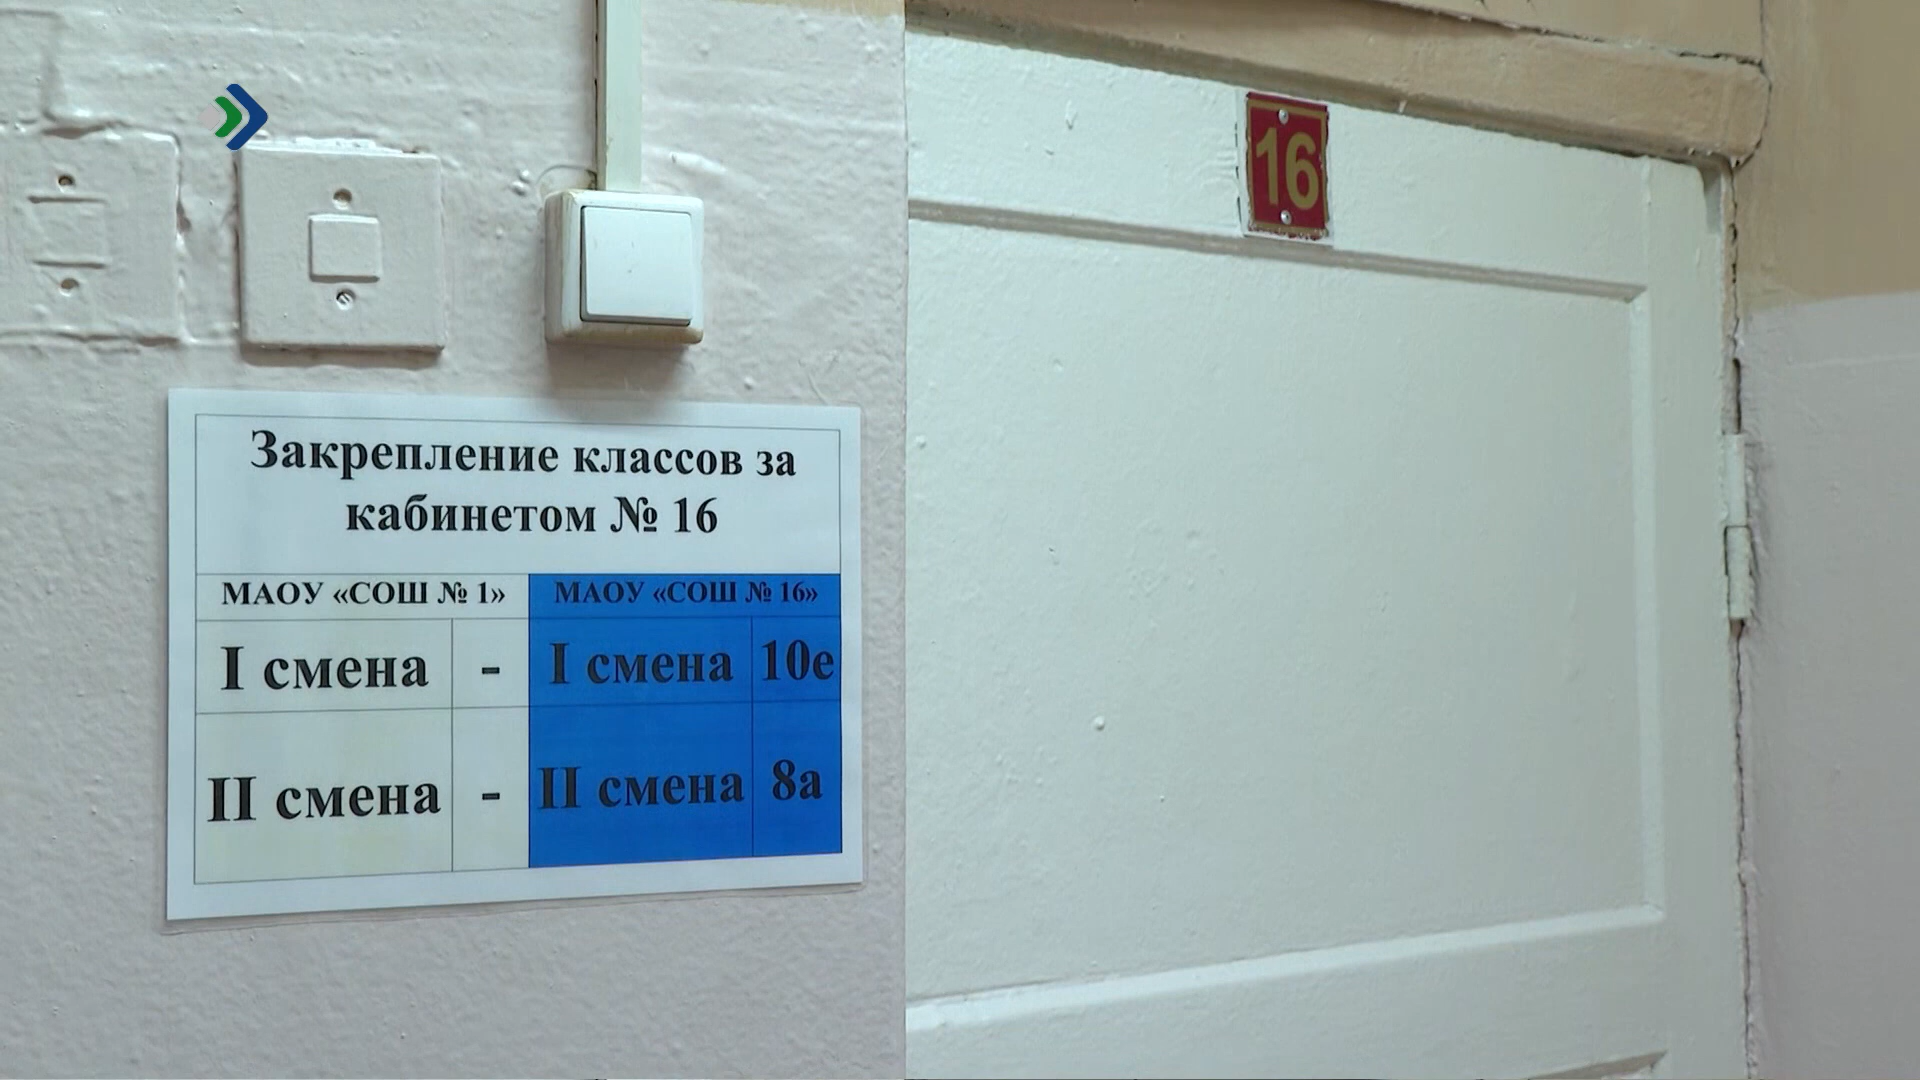 16
Закрепление классов за
кабинетом № 16
МАОУ «СОШ № 1» МАОУ «СОШ № 16»
I смена - I смена 10е
II смена - II смена 8а